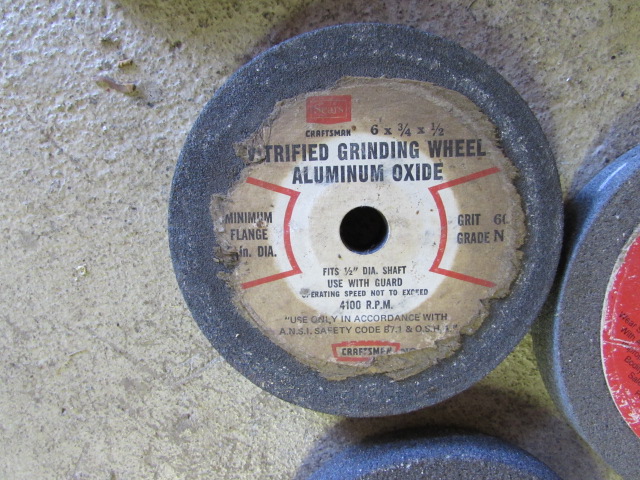 Sears
CRAFTSMAN 6 x 3/4 x 1/2
TRIFIED GRINDING WHEEL
ALUMINUM OXIDE
MINIMUM
FLANGE
in. DIA.
GRIT 60
GRADE N
FITS 1/2" DIA. SHAFT
USE WITH GUARD
ERATING SPEED NOT TO EXCEED
4100 R.P.M.
"USE ONLY IN ACCORDANCE WITH
A.N.S.I. SAFETY CODE B7.1 & O.S.H.A."
CRAFTSMAN